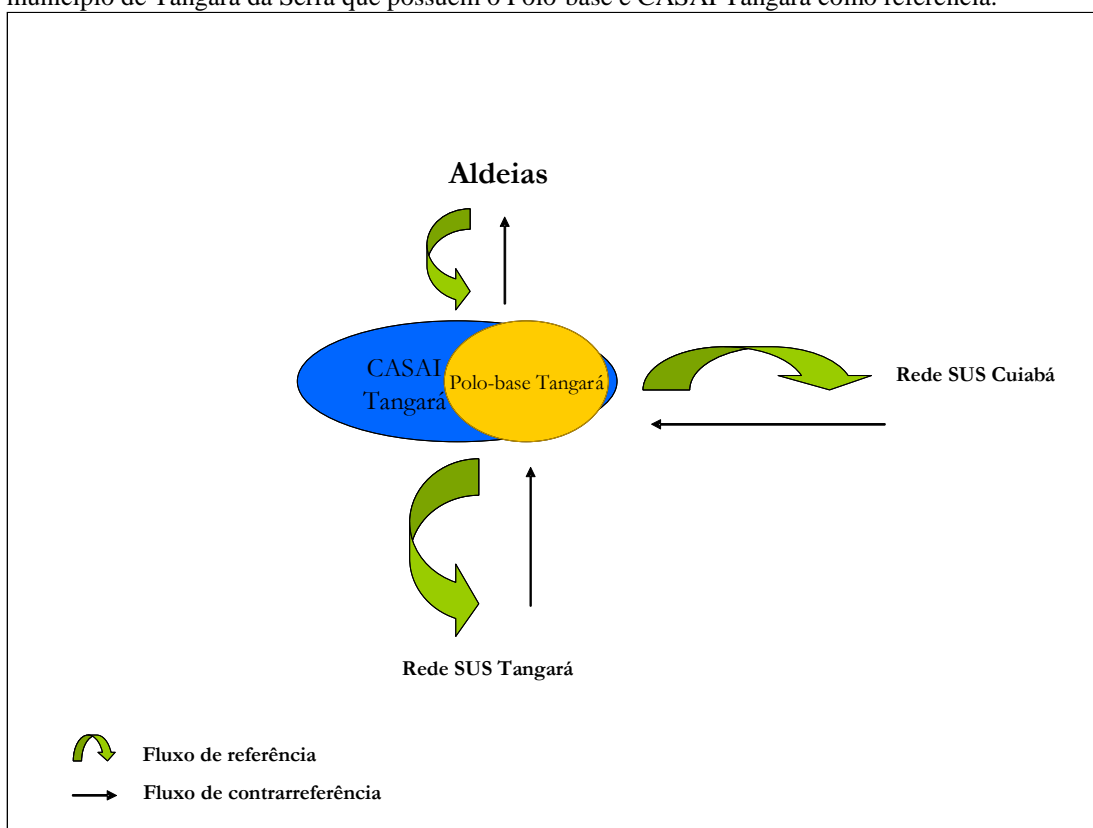 município de Tangará da Serra que possuem o Polo-base e CASAI Tangará como referência.
Aldeias
CASAI
Tangará
Polo-base Tangará
Rede SUS Cuiabá
Rede SUS Tangará
Fluxo de referência
Fluxo de contrarreferência